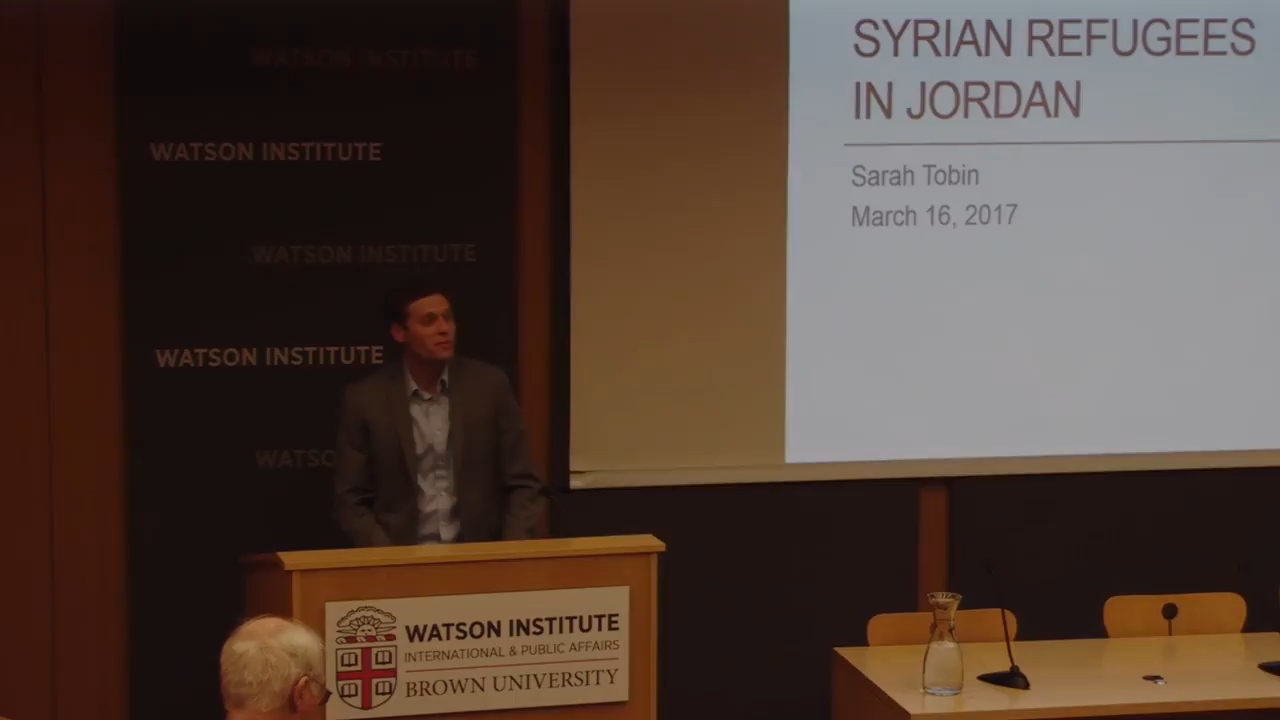 WATSON INSTITUTE
WATSON INSTITUTE
WATSON INSTITUTE
WATSON INSTITUTE
WATSO
SYRIAN REFUGEES
IN JORDAN
Sarah Tobin
March 16, 2017
WATSON INSTITUTE
INTERNATIONAL & PUBLIC AFFAIRS
BROWN UNIVERSITY